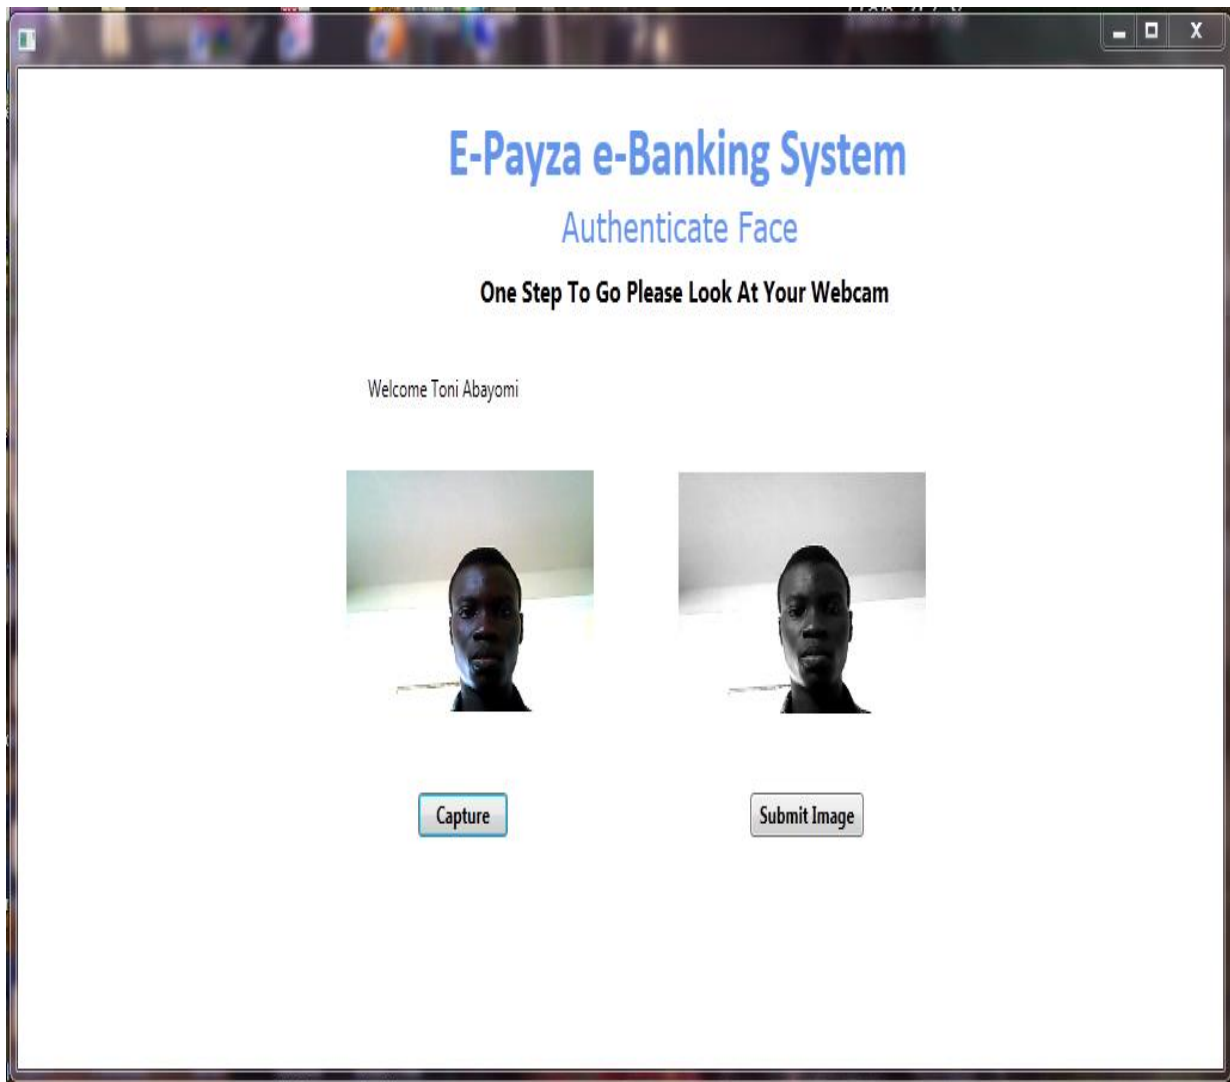 E-Payza e-Banking System
Authenticate Face
One Step To Go Please Look At Your Webcam
Welcome Toni Abayomi
Capture
Submit Image